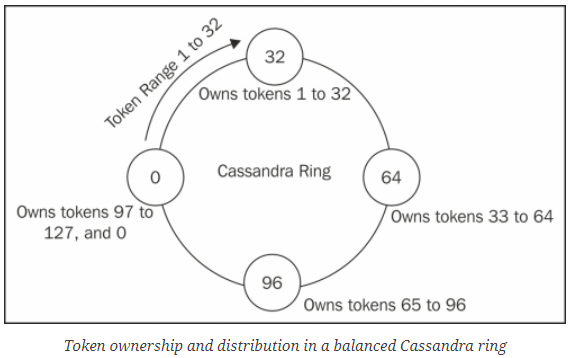 Token Range 1 to 32
32
Owns tokens 1 to 32
0
Cassandra Ring
64
Owns tokens 97 to
127, and 0
Owns tokens 33 to 64
96
Owns tokens 65 to 96
Token ownership and distribution in a balanced Cassandra ring